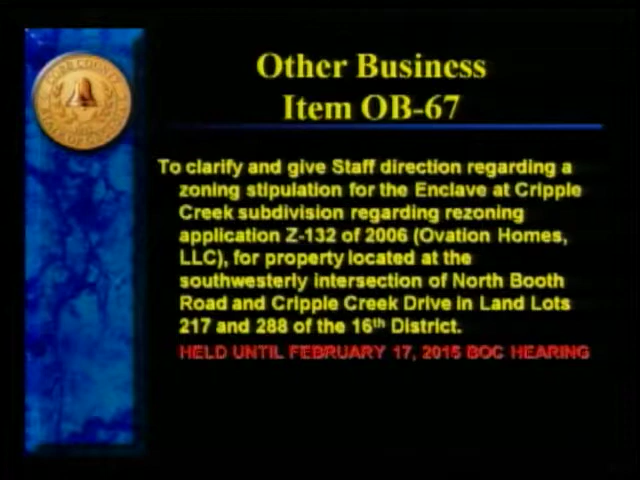 COBB COUNTY
Other Business
Item OB-67
To clarify and give Staff direction regarding a
zoning stipulation for the Enclave at Cripple
Creek subdivision regarding rezoning
application Z-132 of 2006 (Ovation Homes,
LLC), for property located at the
southwesterly intersection of North Booth
Road and Cripple Creek Drive in Land Lots
217 and 288 of the 16th District.
HELD UNTIL FEBRUARY 17, 2015 BOC HEARING